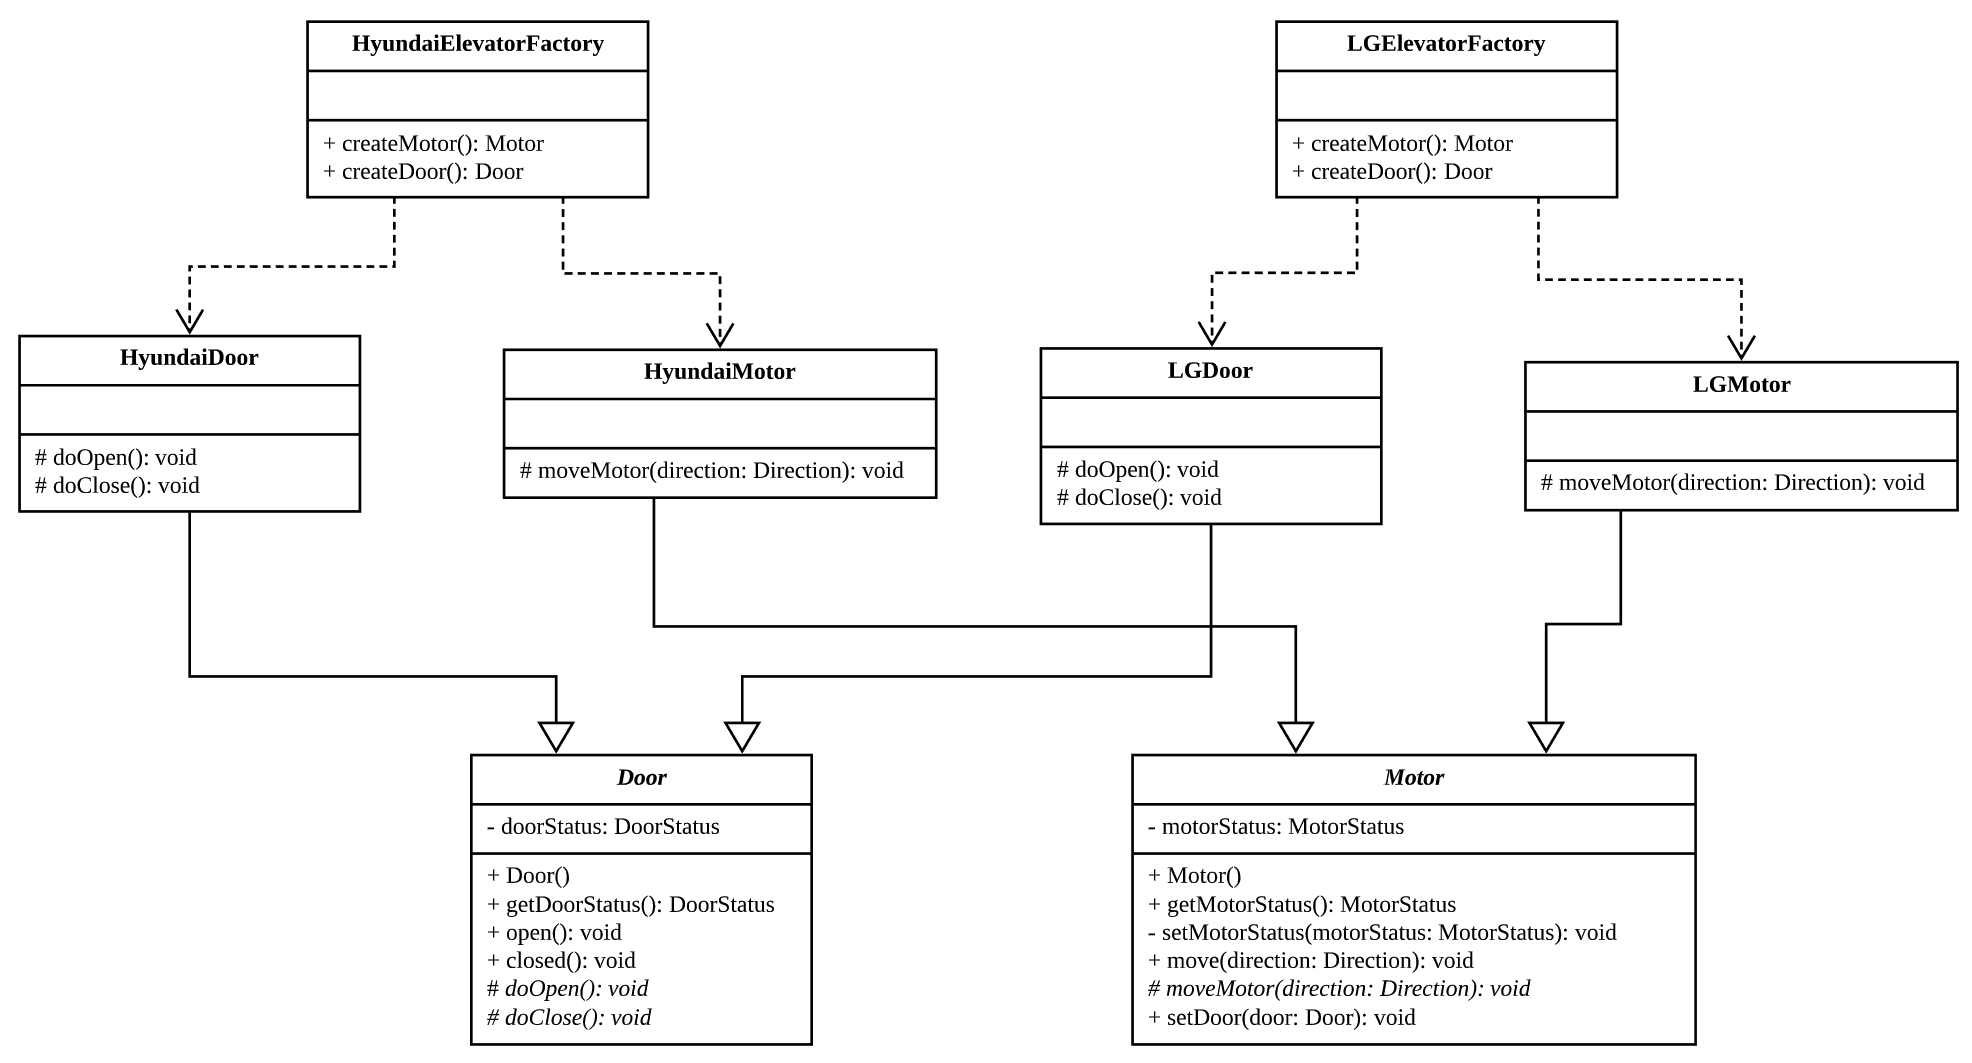 HyundaiElevatorFactory
+ createMotor(): Motor
+ createDoor(): Door
LGElevatorFactory
+ createMotor(): Motor
+ createDoor(): Door
HyundaiDoor
# doOpen(): void
# doClose(): void
HyundaiMotor
# moveMotor(direction: Direction): void
LGDoor
# doOpen(): void
# doClose(): void
LGMotor
# moveMotor(direction: Direction): void
Door
- doorStatus: DoorStatus
+ Door()
+ getDoorStatus(): DoorStatus
+ open(): void
+ closed(): void
# doOpen(): void
# doClose(): void
Motor
- motorStatus: MotorStatus
+ Motor()
+ getMotorStatus(): MotorStatus
- setMotorStatus(motorStatus: MotorStatus): void
+ move(direction: Direction): void
# moveMotor(direction: Direction): void
+ setDoor(door: Door): void